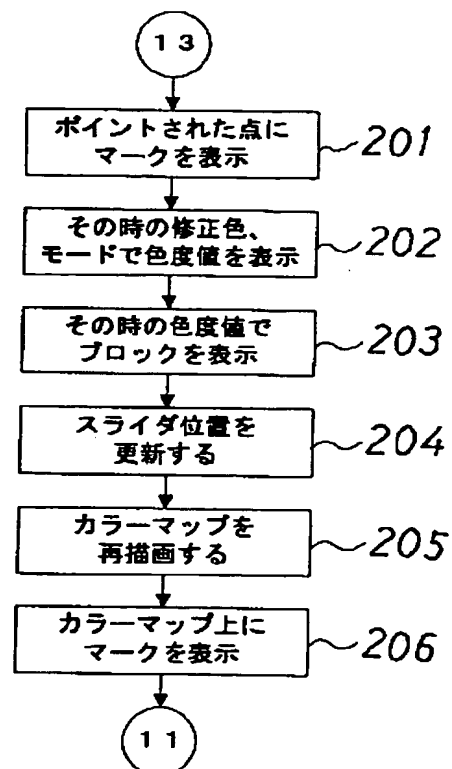 13
ポイントされた点に
マークを表示
201
その時の修正色、
モードで色度値を表示
202
その時の色度値で
ブロックを表示
203
スライダ位置を
更新する
204
カラーマップを
再描画する
205
カラーマップ上に
マークを表示
206
11